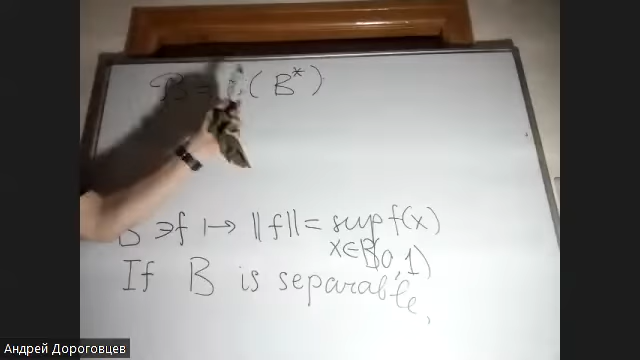 = (B*)
∋f ↦ ||f|| = sup f(x)
x∈B(0,1)
If B is separable,
Андрей Дороговцев